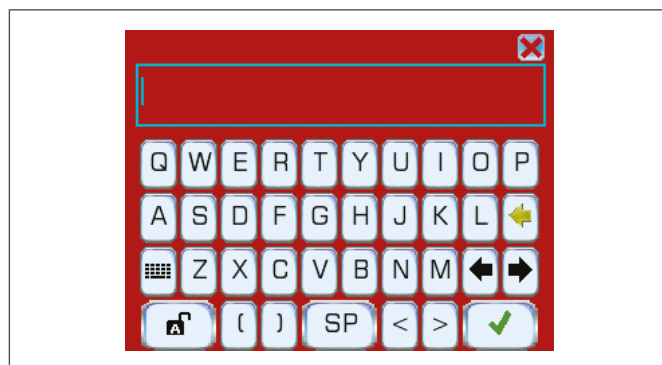 Q W E R T Y U I O P
A S D F G H J K L
Z X C V B N M
A ( ) SP < >